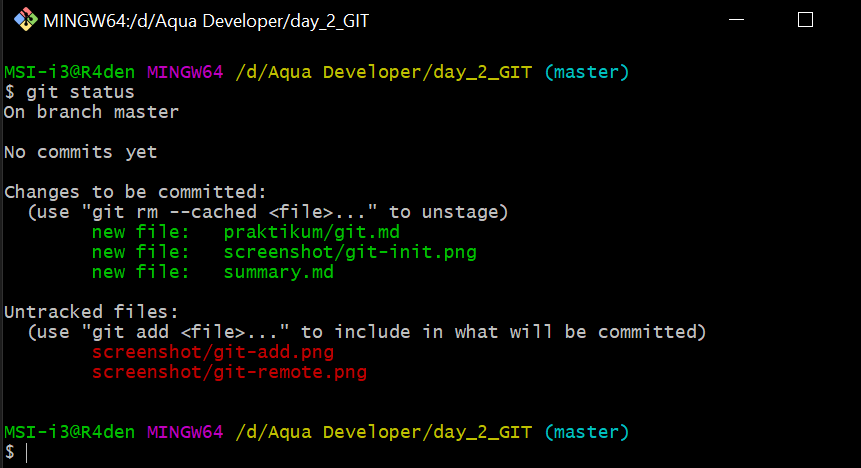 MINGW64:/d/Aqua Developer/day_2_GIT
MSI-i3@R4den MINGW64 /d/Aqua Developer/day_2_GIT (master)
$ git status
On branch master
No commits yet
Changes to be committed:
  (use "git rm --cached <file>..." to unstage)
        new file:   praktikum/git.md
        new file:   screenshot/git-init.png
        new file:   summary.md
Untracked files:
  (use "git add <file>..." to include in what will be committed)
        screenshot/git-add.png
        screenshot/git-remote.png
MSI-i3@R4den MINGW64 /d/Aqua Developer/day_2_GIT (master)
$